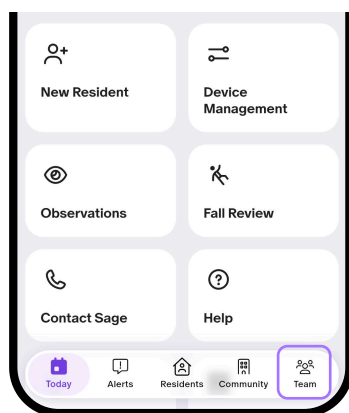 New Resident
Device
Management
Observations
Fall Review
Contact Sage
Help
Today
Alerts
Residents
Community
Team